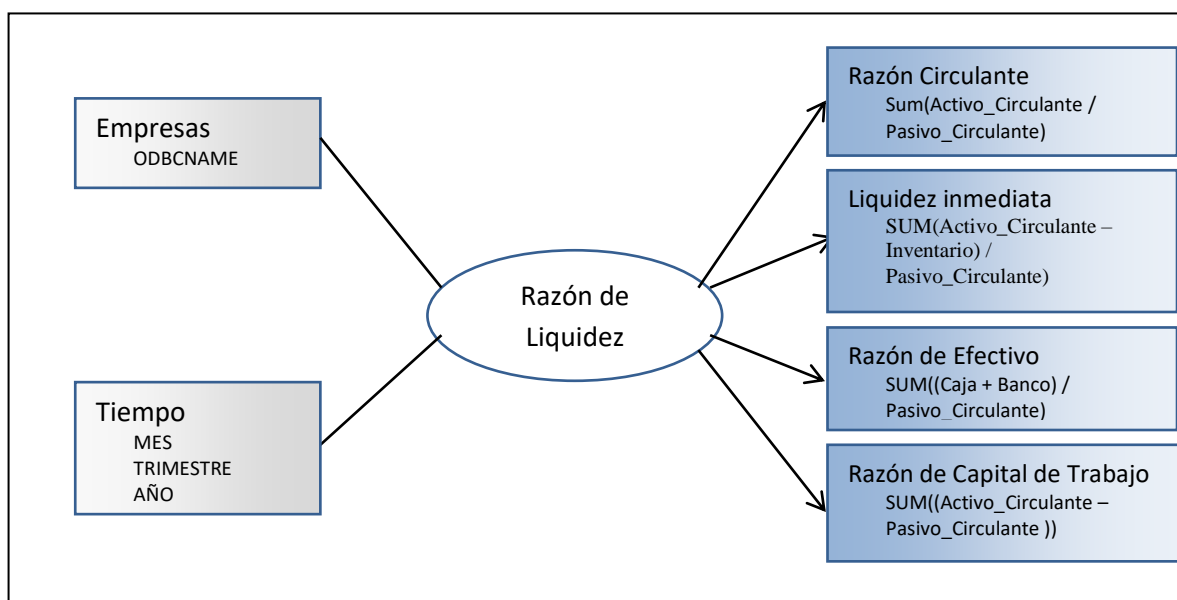 Empresas
ODBCNAME
Tiempo
MES
TRIMESTRE
AÑO
Razón de
Liquidez
Razón Circulante
Sum(Activo_Circulante /
Pasivo_Circulante)
Liquidez inmediata
SUM(Activo_Circulante –
Inventario) /
Pasivo_Circulante)
Razón de Efectivo
SUM((Caja + Banco) /
Pasivo_Circulante)
Razón de Capital de Trabajo
SUM((Activo_Circulante –
Pasivo_Circulante ))